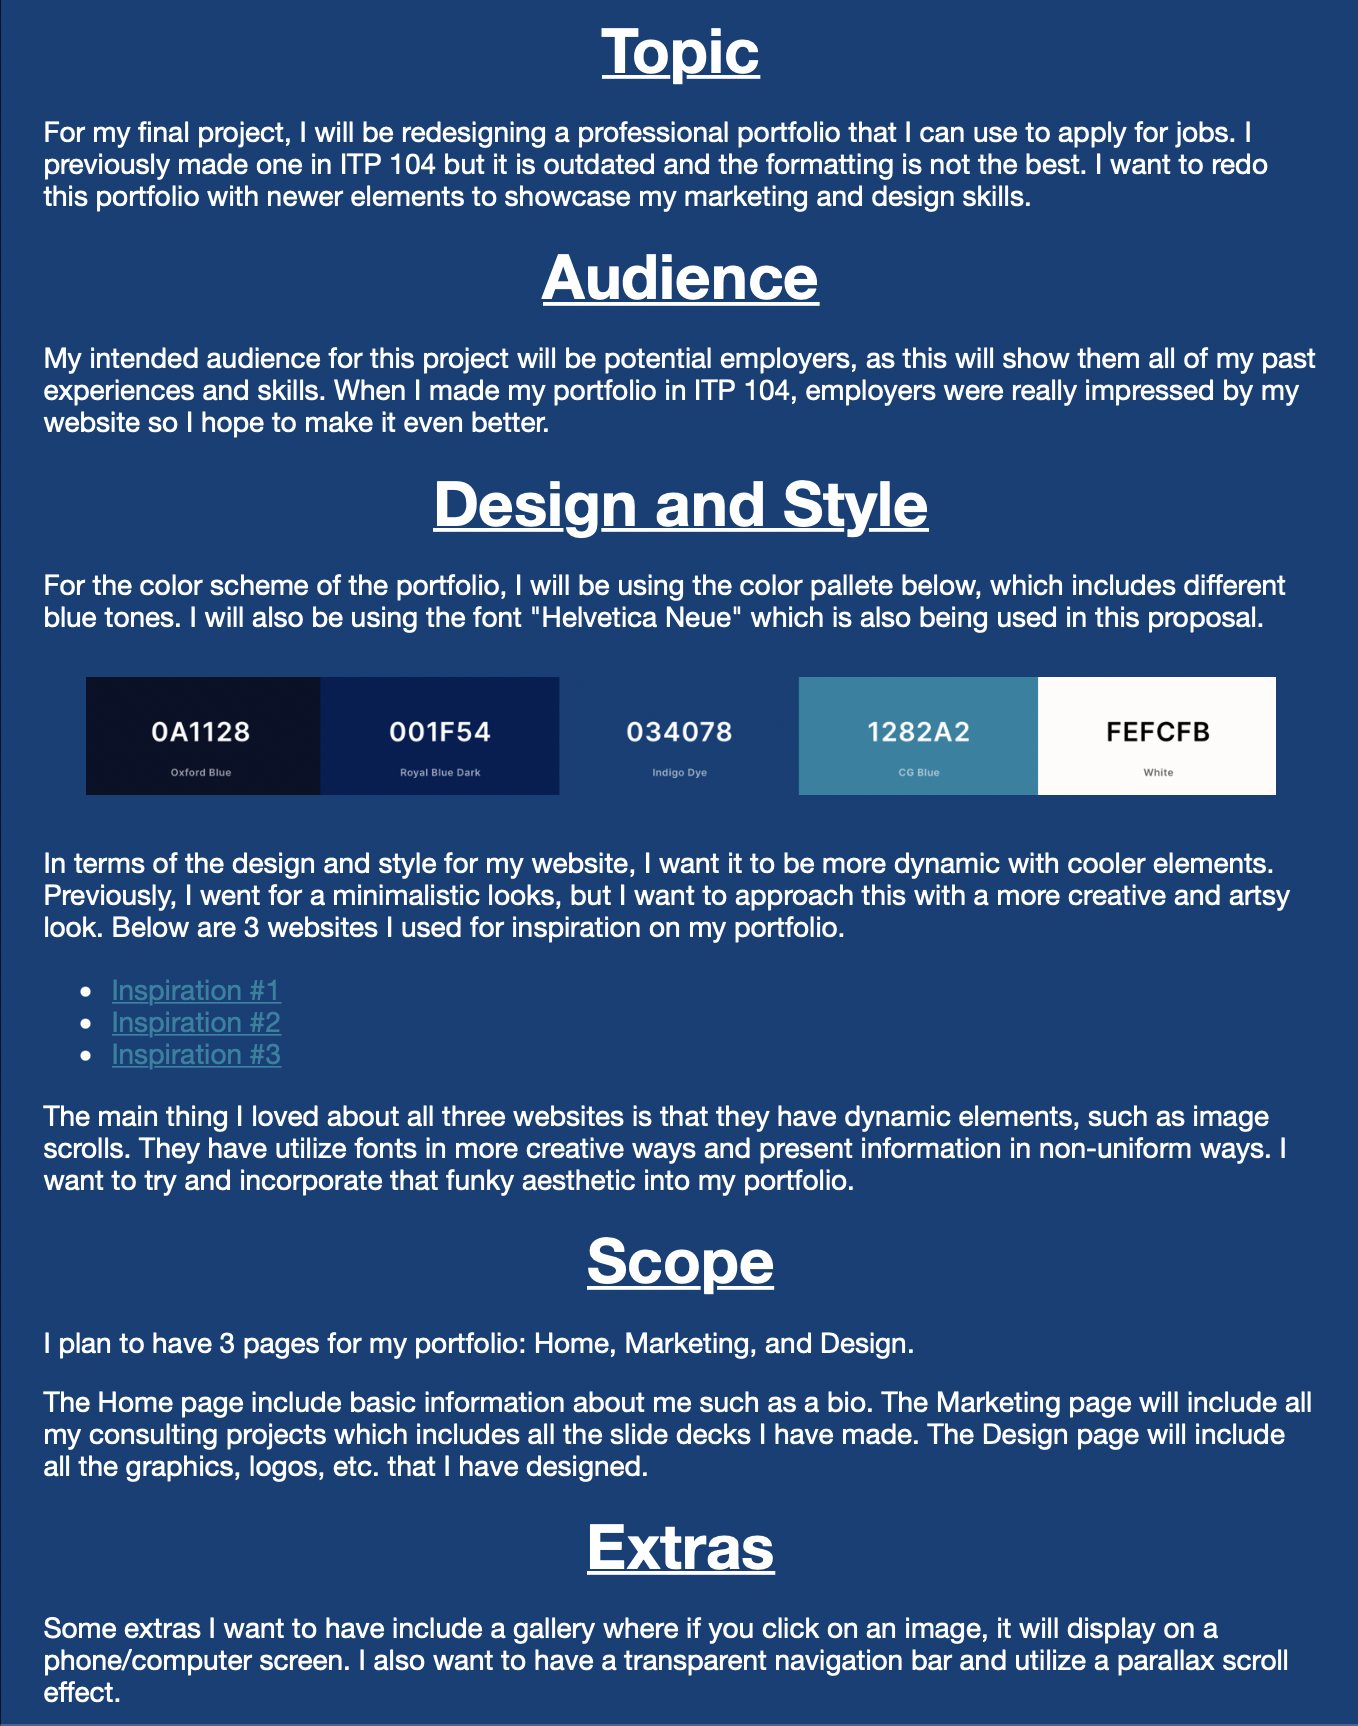 Topic
For my final project, I will be redesigning a professional portfolio that I can use to apply for jobs. I
previously made one in ITP 104 but it is outdated and the formatting is not the best. I want to redo
this portfolio with newer elements to showcase my marketing and design skills.
Audience
My intended audience for this project will be potential employers, as this will show them all of my past
experiences and skills. When I made my portfolio in ITP 104, employers were really impressed by my
website so I hope to make it even better.
Design and Style
For the color scheme of the portfolio, I will be using the color pallete below, which includes different
blue tones. I will also be using the font "Helvetica Neue" which is also being used in this proposal.
0A1128 001F54 034078 1282A2 FEFCFB
Oxford Blue Royal Blue Dark Indigo Dye CG Blue White
In terms of the design and style for my website, I want it to be more dynamic with cooler elements.
Previously, I went for a minimalistic looks, but I want to approach this with a more creative and artsy
look. Below are 3 websites I used for inspiration on my portfolio.
• Inspiration #1
• Inspiration #2
• Inspiration #3
The main thing I loved about all three websites is that they have dynamic elements, such as image
scrolls. They have utilize fonts in more creative ways and present information in non-uniform ways. I
want to try and incorporate that funky aesthetic into my portfolio.
Scope
I plan to have 3 pages for my portfolio: Home, Marketing, and Design.
The Home page include basic information about me such as a bio. The Marketing page will include all
my consulting projects which includes all the slide decks I have made. The Design page will include
all the graphics, logos, etc. that I have designed.
Extras
Some extras I want to have include a gallery where if you click on an image, it will display on a
phone/computer screen. I also want to have a transparent navigation bar and utilize a parallax scroll
effect.